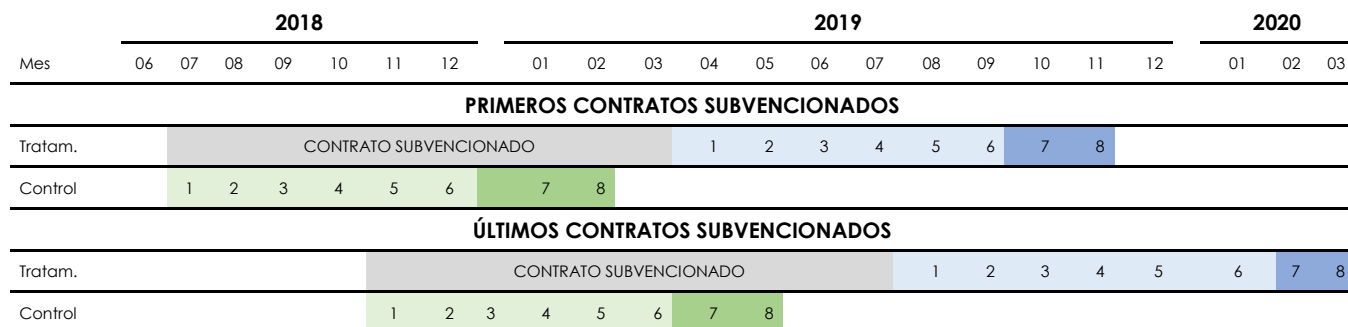 2018 2019 2020
Mes 06 07 08 09 10 11 12 01 02 03 04 05 06 07 08 09 10 11 12 01 02 03
PRIMEROS CONTRATOS SUBVENCIONADOS
Tratam. CONTRATO SUBVENCIONADO 1 2 3 4 5 6 7 8
Control 1 2 3 4 5 6 7 8
ÚLTIMOS CONTRATOS SUBVENCIONADOS
Tratam. CONTRATO SUBVENCIONADO 1 2 3 4 5 6 7 8
Control 1 2 3 4 5 6 7 8